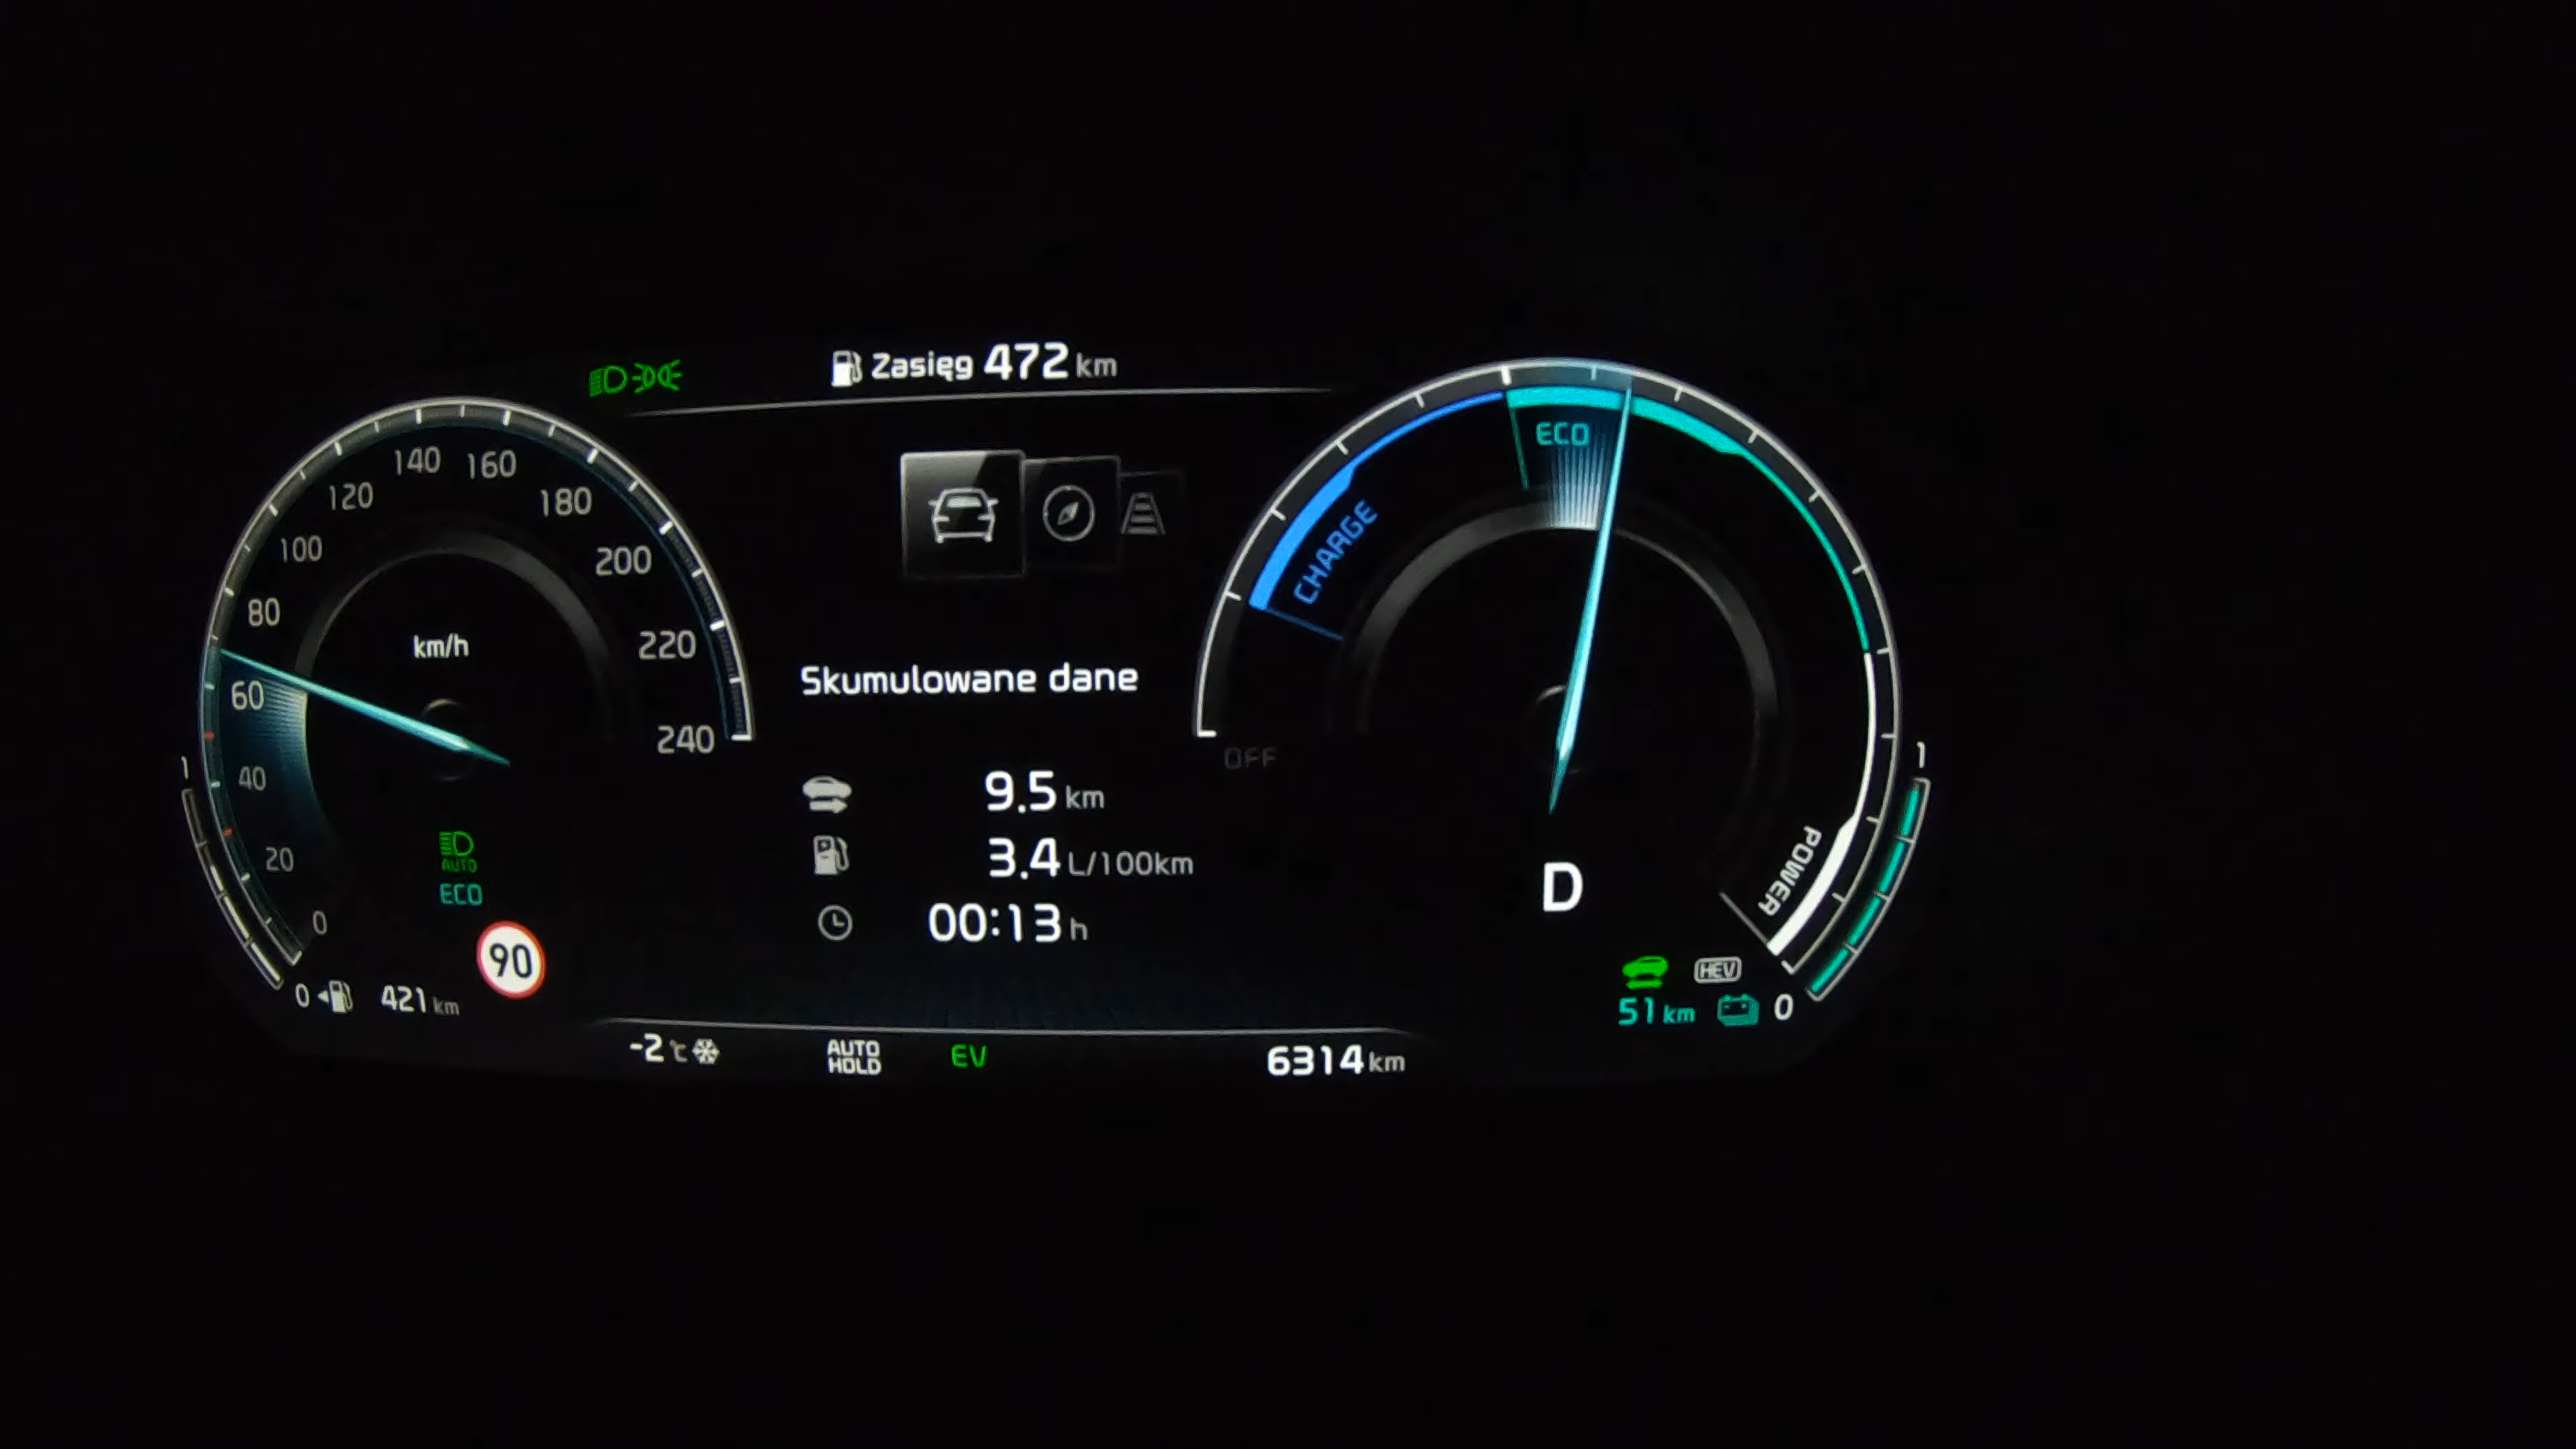 Zasięg 472 km
140 160
120 180
100 200
80 220
60 240
40
20
0
km/h
AUTO
ECO
90
1
0 421 km
Skumulowane dane
9.5 km
3.4 L/100km
00:13 h
ECO
CHARGE
OFF
POWER
D
1
HEV
51 km 0
-2 °C AUTO HOLD EV 6314 km